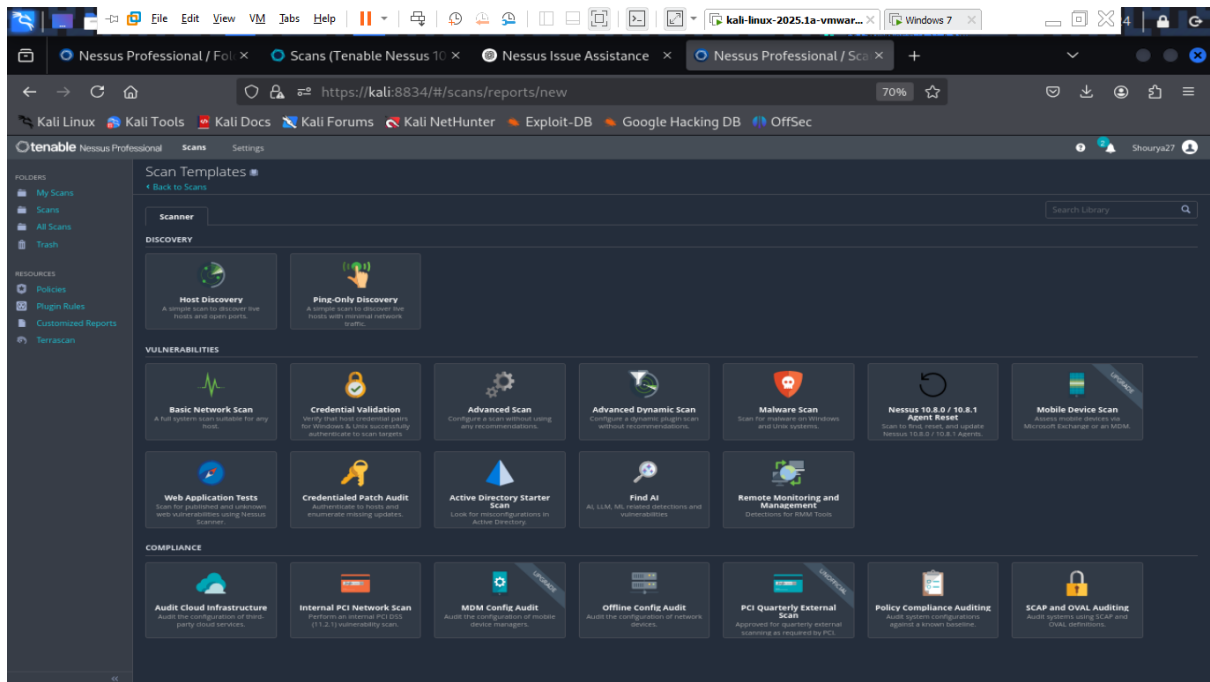 File Edit View VM Tabs Help kali-linux-2025.1a-vmwar... Windows 7 4
Nessus Professional / Fol Scans (Tenable Nessus 10 Nessus Issue Assistance Nessus Professional / Sca
https://kali:8834/#/scans/reports/new 70%
Kali Linux Kali Tools Kali Docs Kali Forums Kali NetHunter Exploit-DB Google Hacking DB OffSec
tenable Nessus Professional Scans Settings 2 Shourya27
FOLDERS
My Scans
Scans
All Scans
Trash
RESOURCES
Policies
Plugin Rules
Customized Reports
Terrascan
Scan Templates
Back to Scans
Scanner
Search Library
DISCOVERY
Host Discovery
A simple scan to discover live
hosts and open ports.
Ping-Only Discovery
A simple scan to discover live
hosts with minimal network
traffic.
VULNERABILITIES
Basic Network Scan
A full system scan suitable for any
host.
Credential Validation
Verify that host credential pairs
for Windows & Unix successfully
authenticate to scan targets
Advanced Scan
Configure a scan without using
any recommendations.
Advanced Dynamic Scan
Configure a dynamic plugin scan
without recommendations.
Malware Scan
Scan for malware on Windows
and Unix systems.
Nessus 10.8.0 / 10.8.1
Agent Reset
Scan to find, reset, and update
Nessus 10.8.0 / 10.8.1 Agents.
UPGRADE
Mobile Device Scan
Assess mobile devices via
Microsoft Exchange or an MDM.
Web Application Tests
Scan for published and unknown
web vulnerabilities using Nessus
Scanner.
Credentialed Patch Audit
Authenticate to hosts and
enumerate missing updates.
Active Directory Starter
Scan
Look for misconfigurations in
Active Directory.
Find AI
AI, LLM, ML related detections and
vulnerabilities
Remote Monitoring and
Management
Detections for RMM Tools
COMPLIANCE
Audit Cloud Infrastructure
Audit the configuration of third-
party cloud services.
Internal PCI Network Scan
Perform an internal PCI DSS
(11.2.1) vulnerability scan.
UPGRADE
MDM Config Audit
Audit the configuration of mobile
device managers.
Offline Config Audit
Audit the configuration of network
devices.
UNOFFICIAL
PCI Quarterly External
Scan
Approved for quarterly external
scanning as required by PCI.
Policy Compliance Auditing
Audit system configurations
against a known baseline.
SCAP and OVAL Auditing
Audit systems using SCAP and
OVAL definitions.